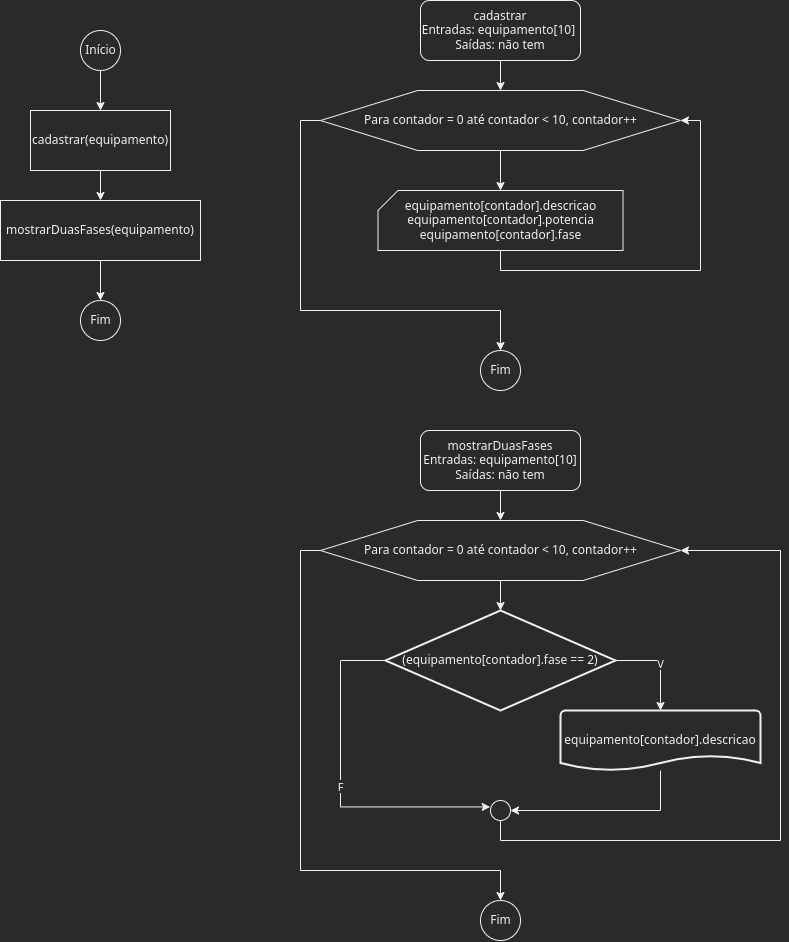 Início
cadastrar(equipamento)
mostrarDuasFases(equipamento)
Fim
cadastrar
Entradas: equipamento[10]
Saídas: não tem
Para contador = 0 até contador < 10, contador++
equipamento[contador].descricao
equipamento[contador].potencia
equipamento[contador].fase
Fim
mostrarDuasFases
Entradas: equipamento[10]
Saídas: não tem
Para contador = 0 até contador < 10, contador++
(equipamento[contador].fase == 2)
V
equipamento[contador].descricao
F
Fim